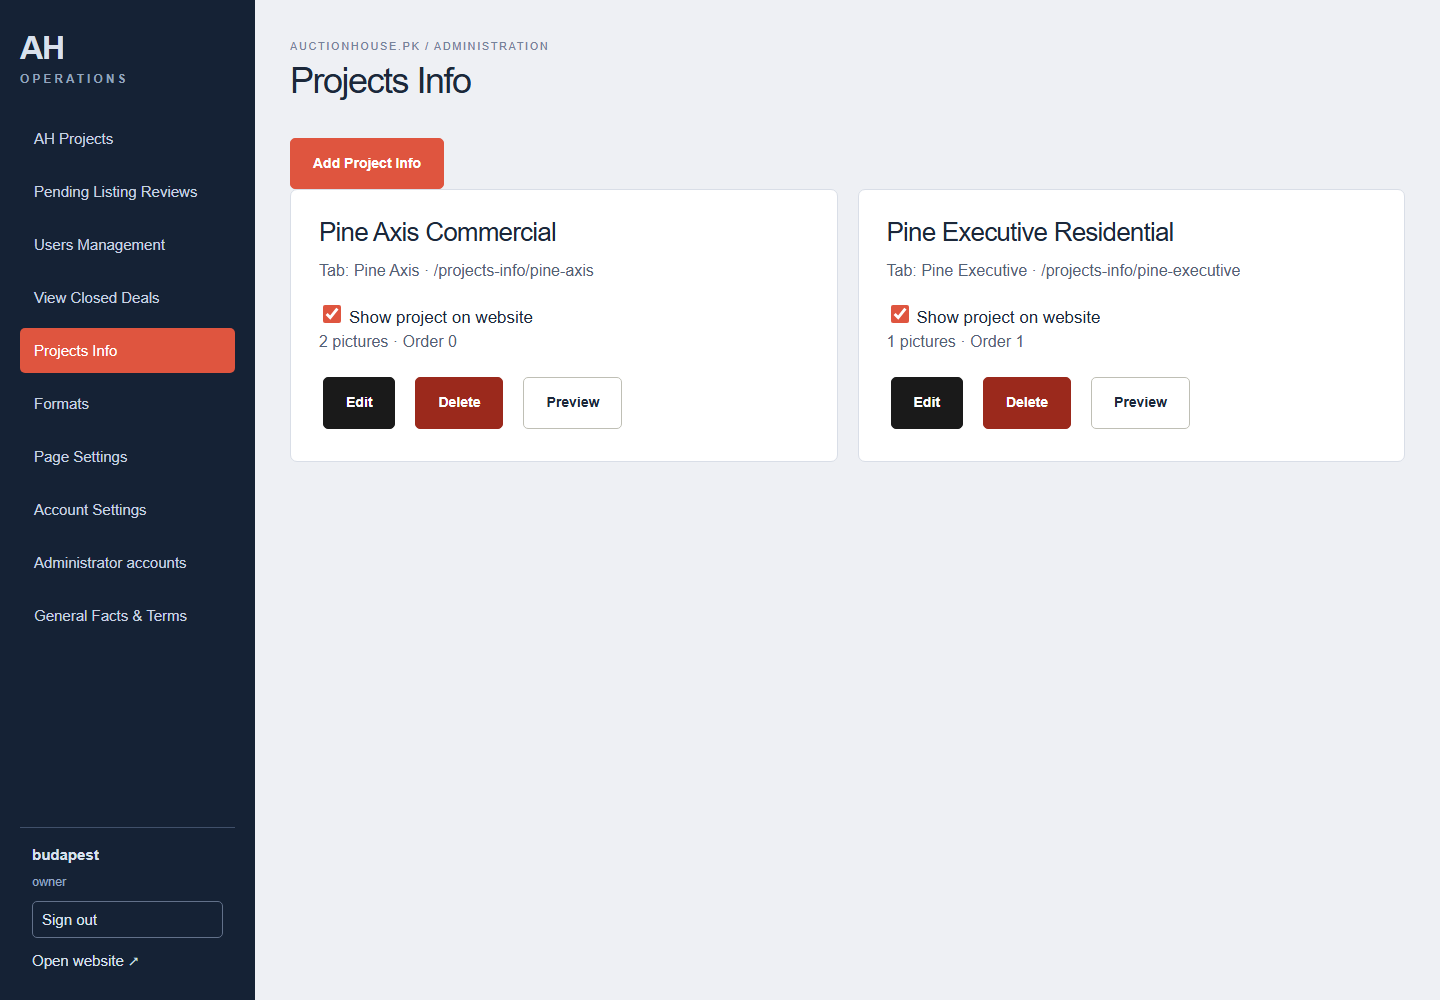 AH
OPERATIONS
AH Projects
Pending Listing Reviews
Users Management
View Closed Deals
Projects Info
Formats
Page Settings
Account Settings
Administrator accounts
General Facts & Terms
budapest
owner
Sign out
Open website ↗
AUCTIONHOUSE.PK / ADMINISTRATION
Projects Info
Add Project Info
Pine Axis Commercial
Tab: Pine Axis · /projects-info/pine-axis
Show project on website
2 pictures · Order 0
Edit
Delete
Preview
Pine Executive Residential
Tab: Pine Executive · /projects-info/pine-executive
Show project on website
1 pictures · Order 1
Edit
Delete
Preview